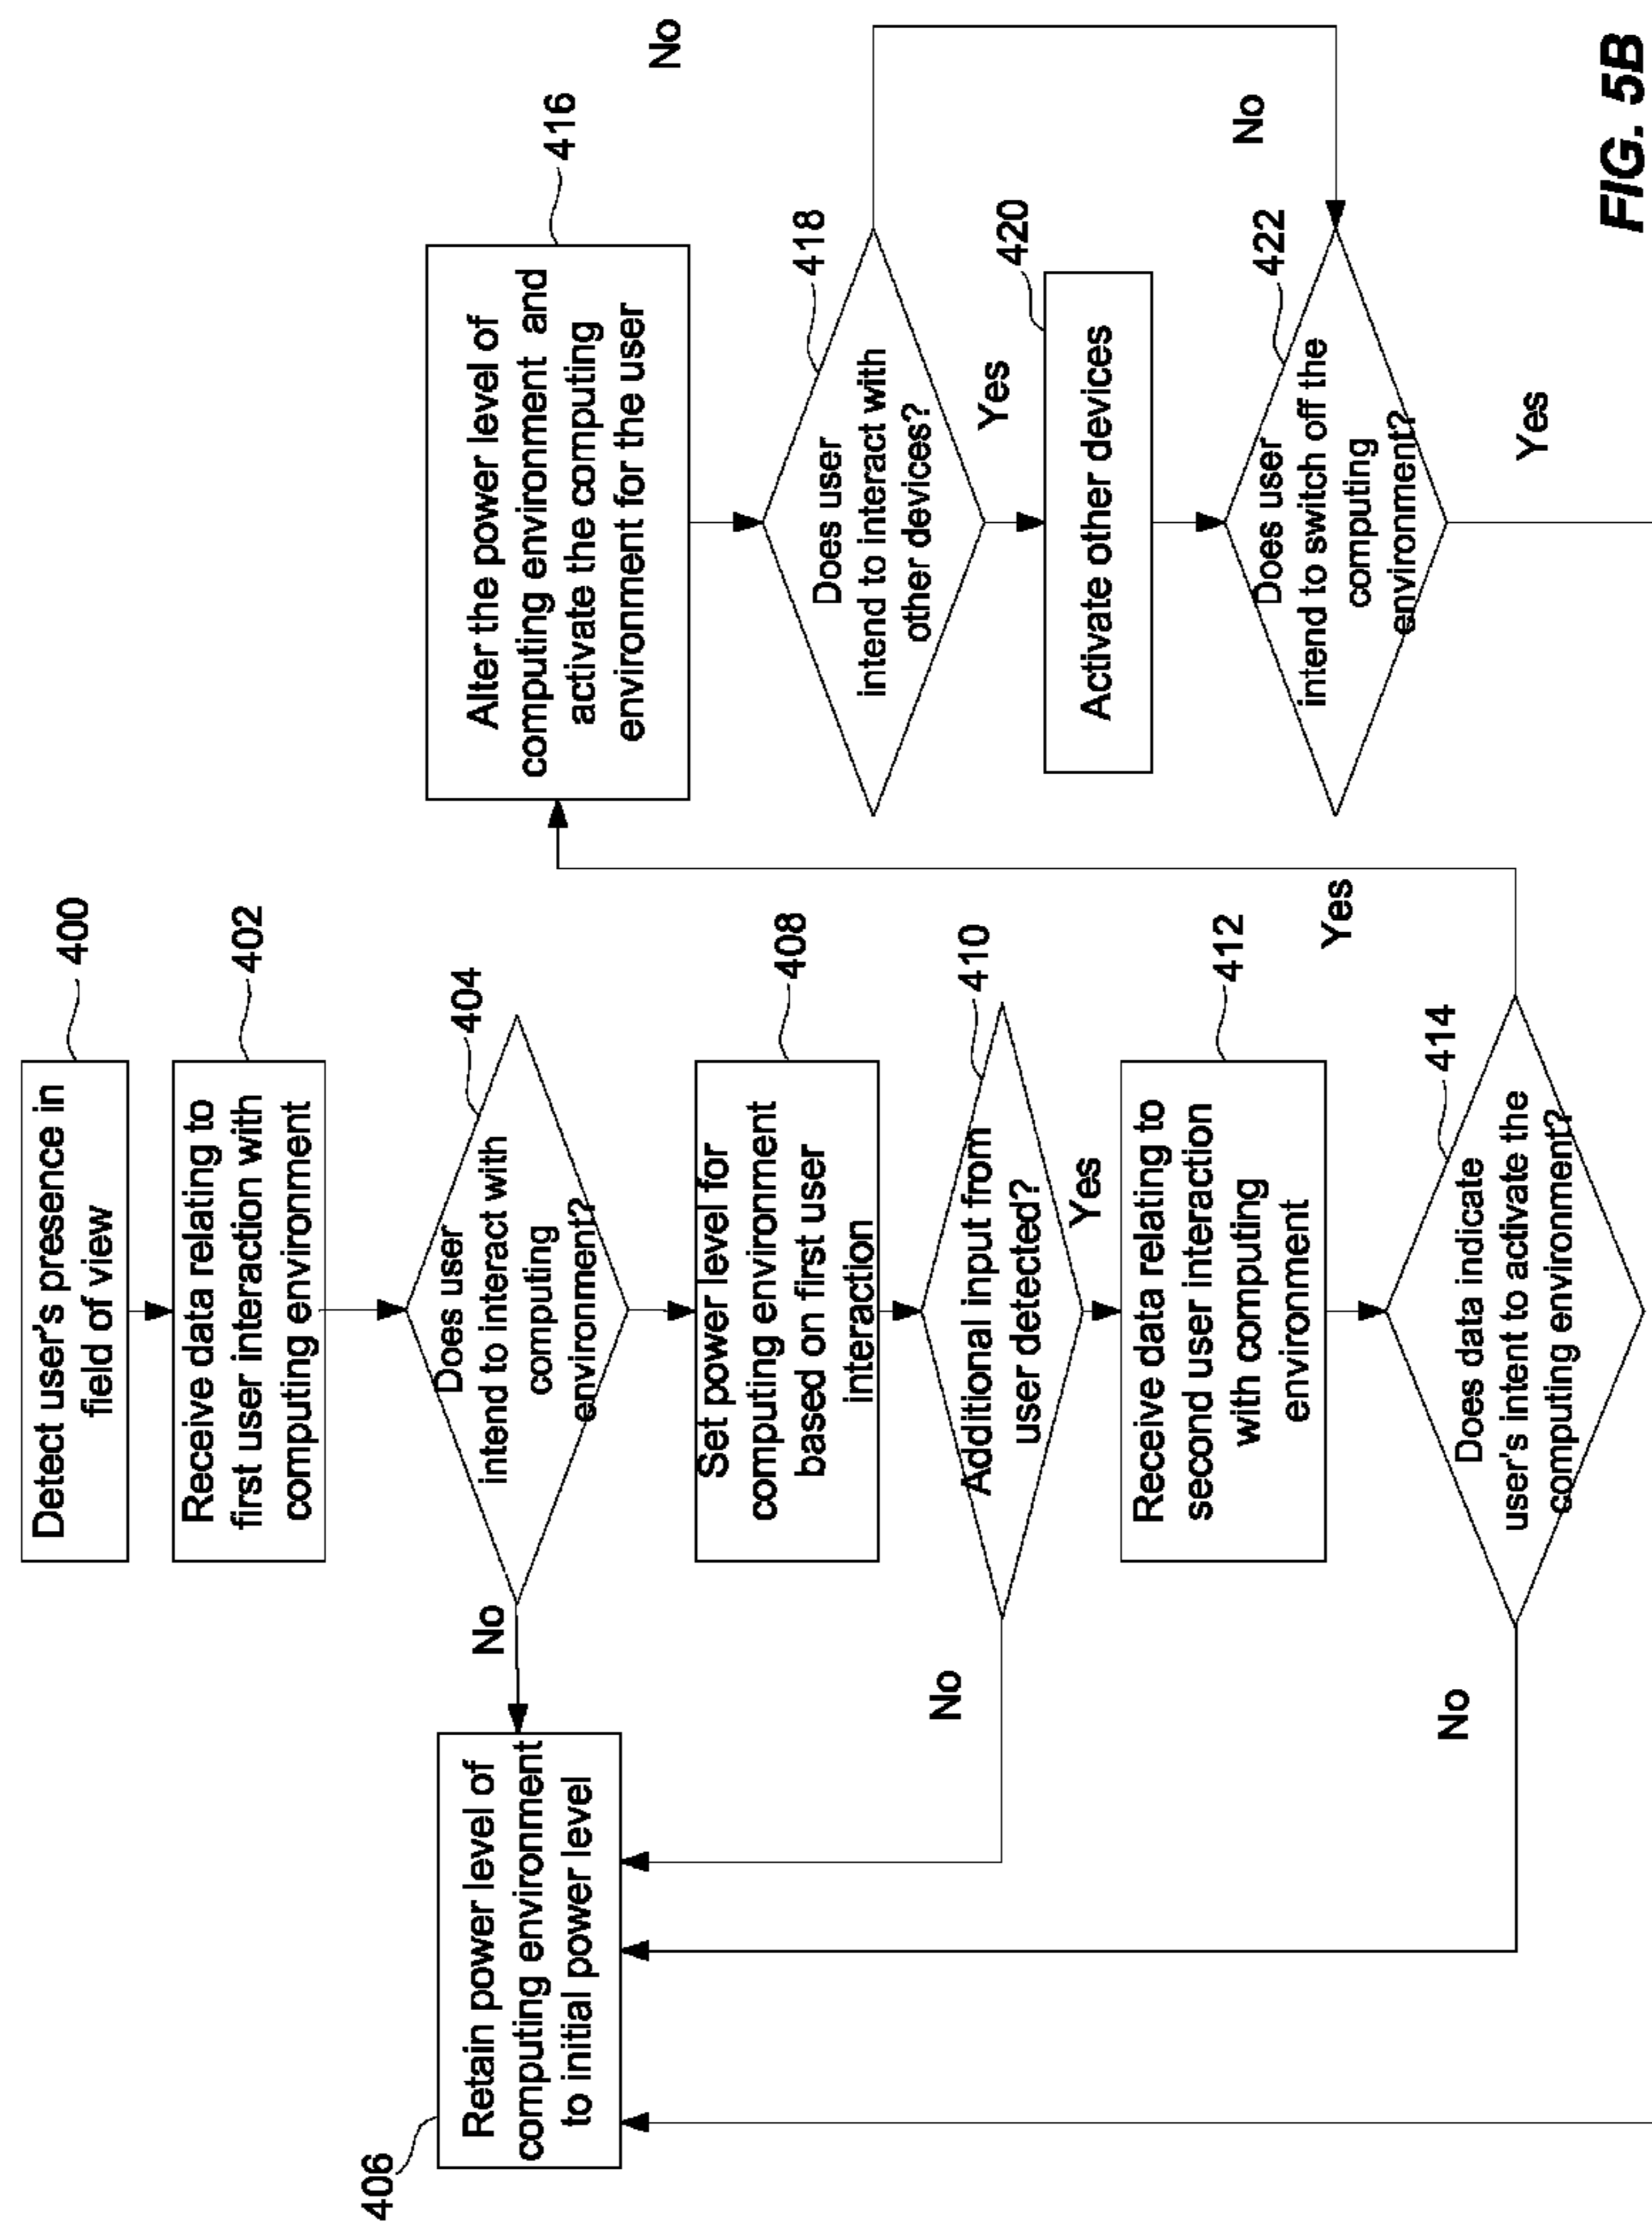 400
Detect user's presence in
field of view
402
Receive data relating to
first user interaction with
computing environment
404
Does user
intend to interact with
computing
environment?
No
406
Retain power level of
computing environment
to initial power level
408
Set power level for
computing environment
based on first user
interaction
410
Additional input from
user detected?
No
Yes
412
Receive data relating to
second user interaction
with computing
environment
414
Does data indicate
user's intent to activate the
computing environment?
No
Yes
416
Alter the power level of
computing environment and
activate the computing
environment for the user
No
418
Does user
intend to interact with
other devices?
Yes
420
Activate other devices
No
422
Does user
intend to switch off the
computing
environment?
Yes
FIG. 5B